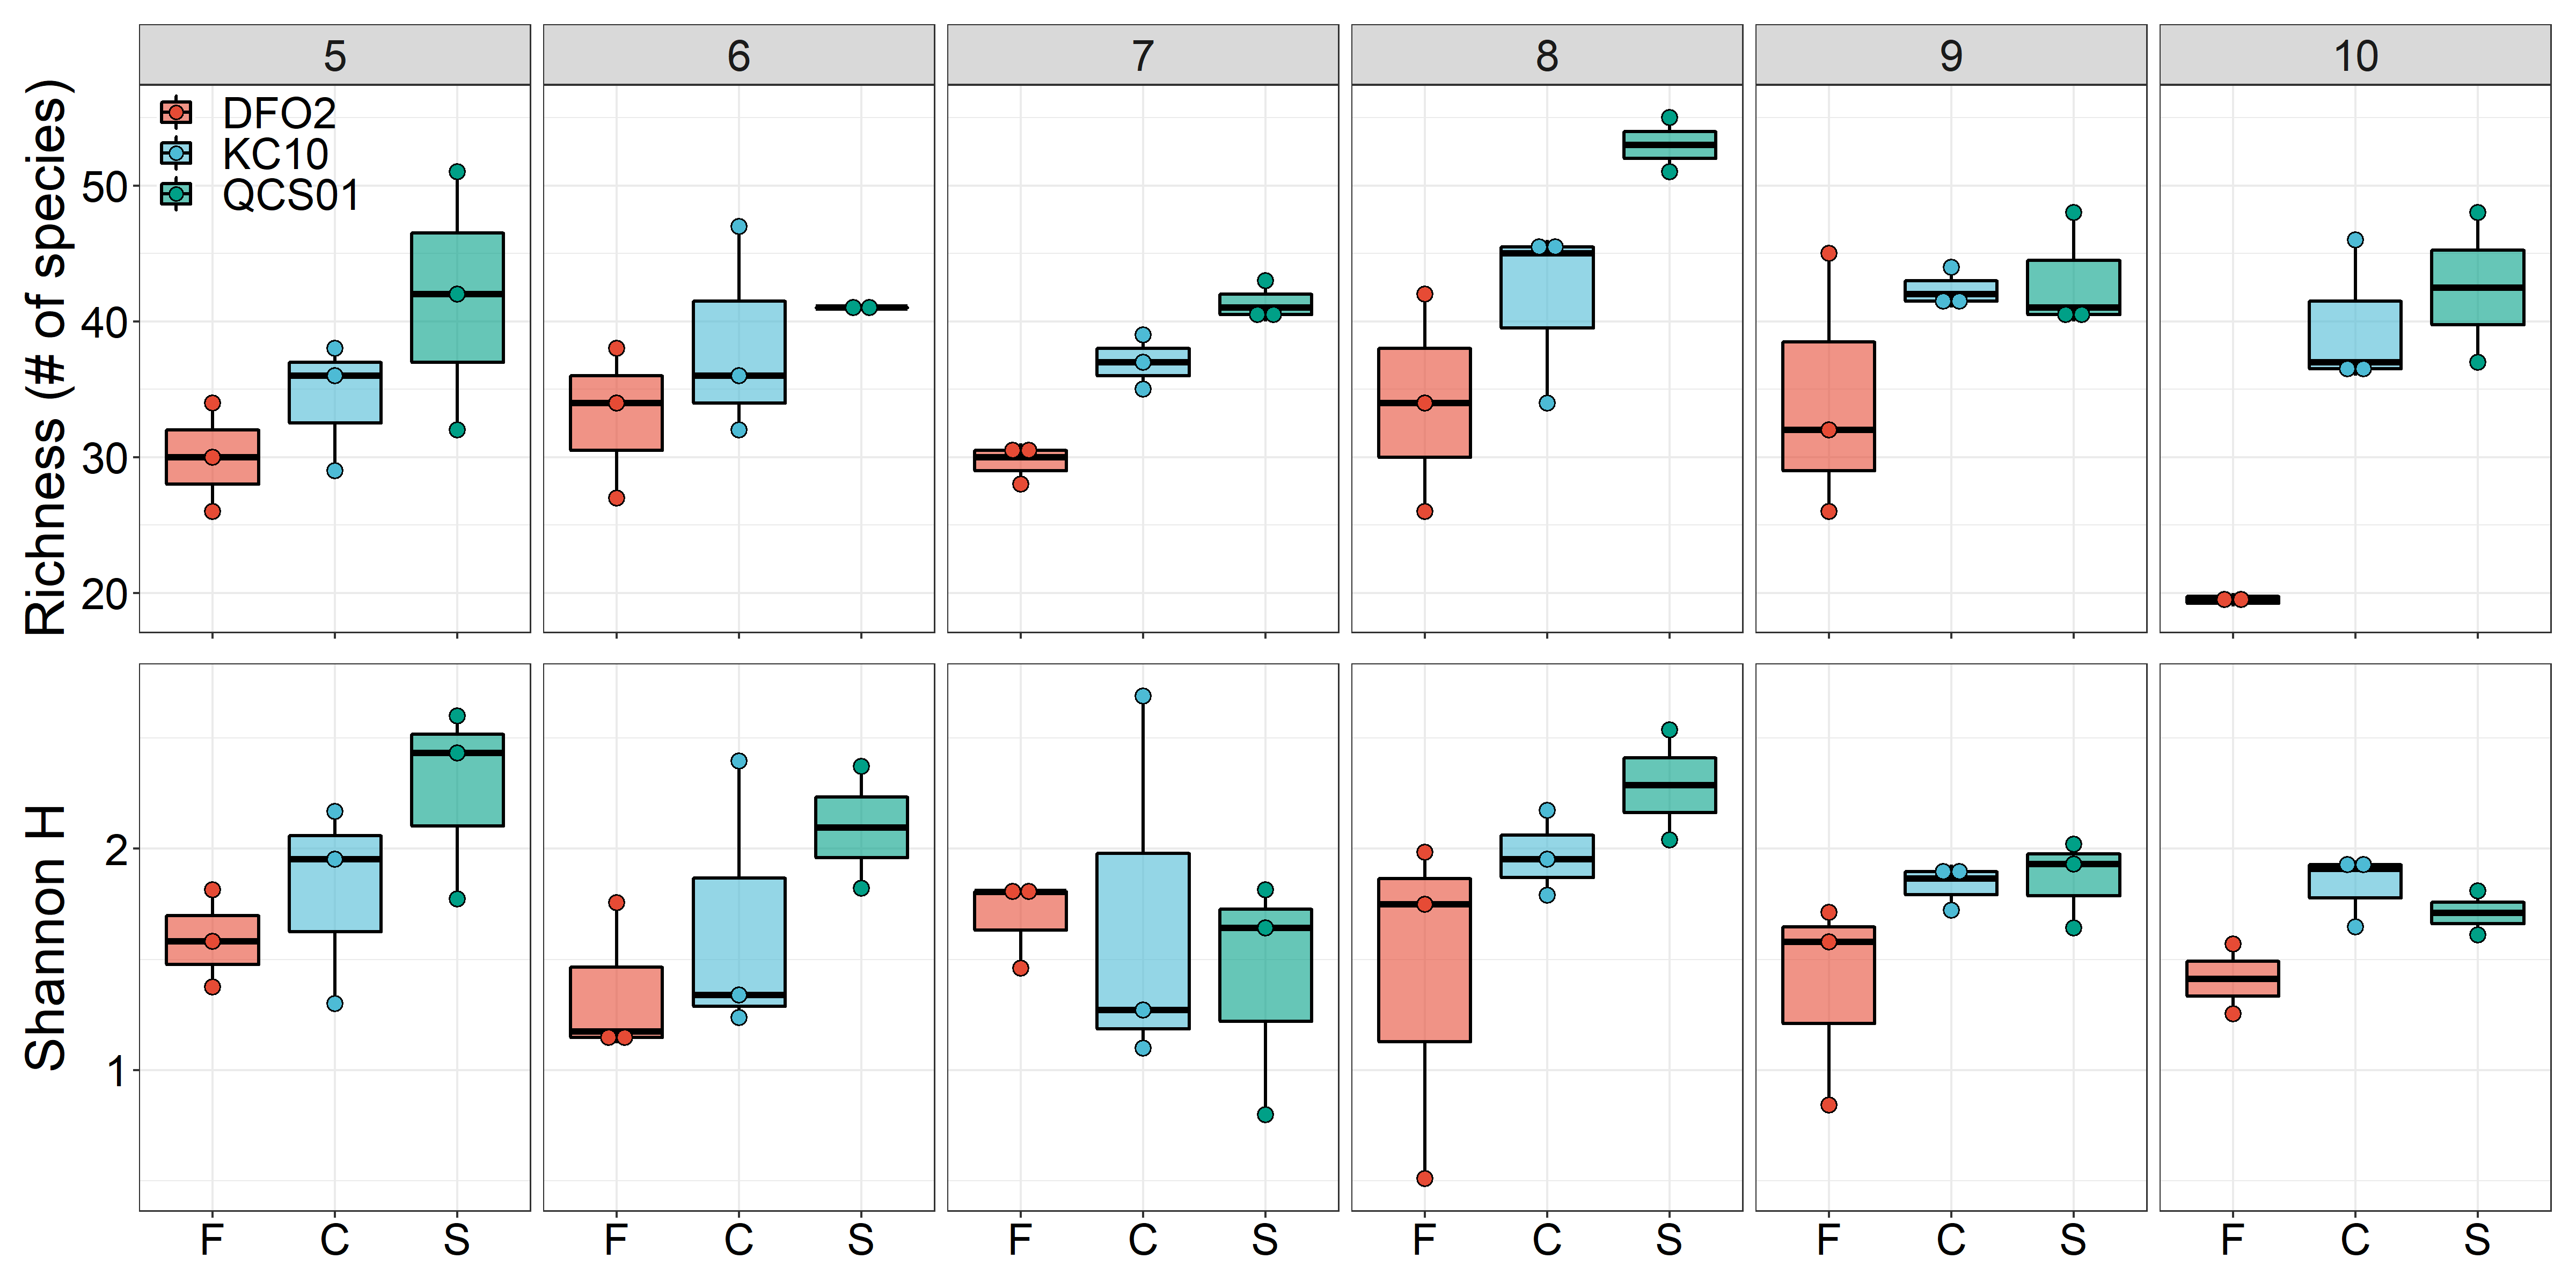 5 6 7 8 9 10
DFO2
KC10
QCS01
Richness (# of species)
50
40
30
20
Shannon H
2
1
F C S F C S F C S F C S F C S F C S